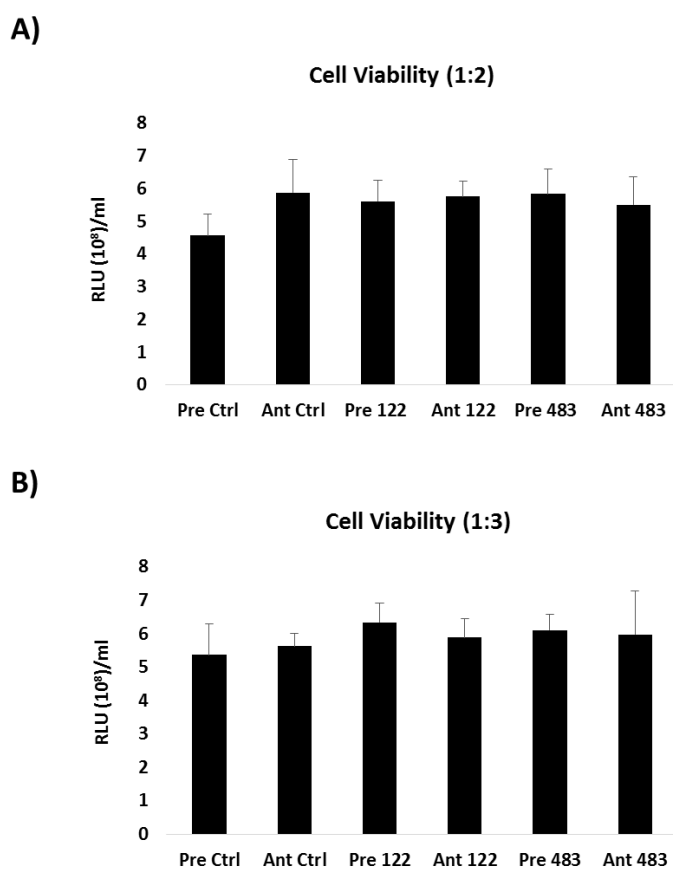 A)
Cell Viability (1:2)
8
7
6
5
4
3
2
1
0
RLU (10⁸)/ml
Pre Ctrl Ant Ctrl Pre 122 Ant 122 Pre 483 Ant 483
B)
Cell Viability (1:3)
8
7
6
5
4
3
2
1
0
RLU (10⁸)/ml
Pre Ctrl Ant Ctrl Pre 122 Ant 122 Pre 483 Ant 483